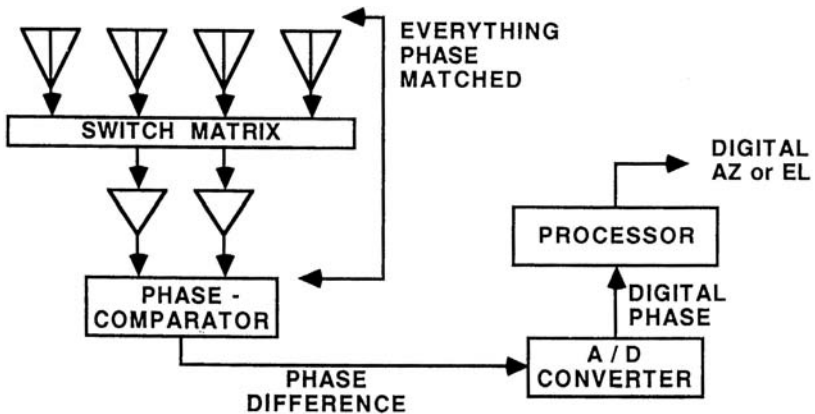 EVERYTHING
PHASE
MATCHED
SWITCH MATRIX
DIGITAL
AZ or EL
PROCESSOR
PHASE -
COMPARATOR
DIGITAL
PHASE
A / D
CONVERTER
PHASE
DIFFERENCE